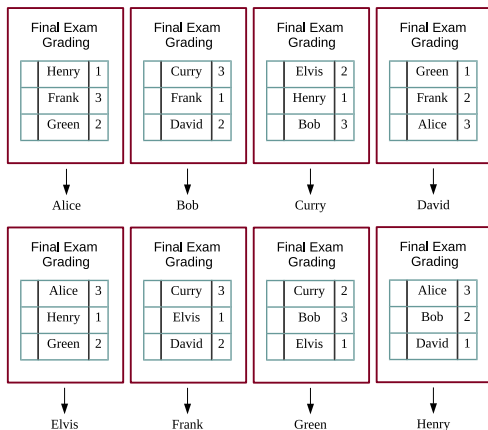 Final Exam
Grading
Henry 1
Frank 3
Green 2
Alice
Final Exam
Grading
Curry 3
Frank 1
David 2
Bob
Final Exam
Grading
Elvis 2
Henry 1
Bob 3
Curry
Final Exam
Grading
Green 1
Frank 2
Alice 3
David
Final Exam
Grading
Alice 3
Henry 1
Green 2
Elvis
Final Exam
Grading
Curry 3
Elvis 1
David 2
Frank
Final Exam
Grading
Curry 2
Bob 3
Elvis 1
Green
Final Exam
Grading
Alice 3
Bob 2
David 1
Henry